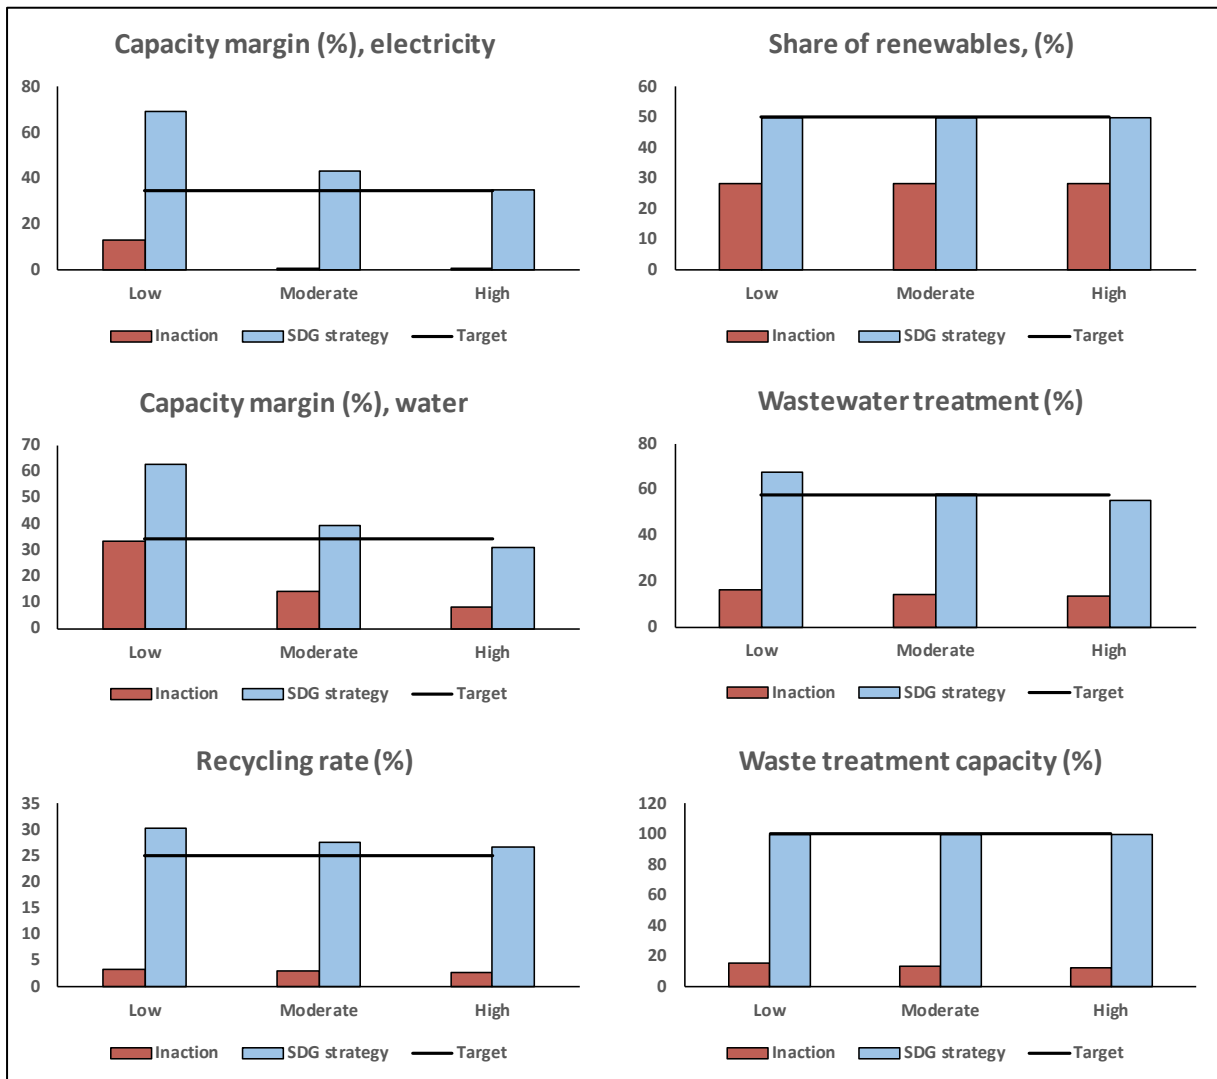 Capacity margin (%), electricity
80
60
40
20
0
Low Moderate High
Inaction SDG strategy Target
Share of renewables, (%)
60
50
40
30
20
10
0
Low Moderate High
Inaction SDG strategy Target
Capacity margin (%), water
70
60
50
40
30
20
10
0
Low Moderate High
Inaction SDG strategy Target
Wastewater treatment (%)
80
60
40
20
0
Low Moderate High
Inaction SDG strategy Target
Recycling rate (%)
35
30
25
20
15
10
5
0
Low Moderate High
Inaction SDG strategy Target
Waste treatment capacity (%)
120
100
80
60
40
20
0
Low Moderate High
Inaction SDG strategy Target